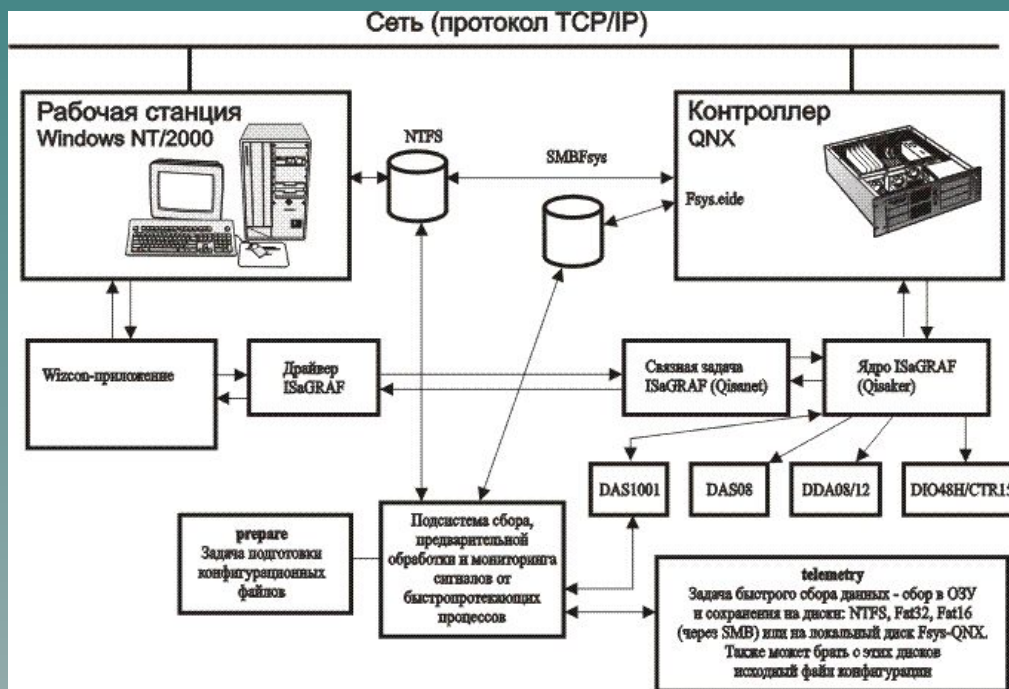 Сеть (протокол TCP/IP)
Рабочая станция
Windows NT/2000
NTFS
SMBFsys
Контроллер
QNX
Fsys.eide
Wizcon-приложение
Драйвер
ISaGRAF
Связная задача
ISaGRAF (Qisanet)
Ядро ISaGRAF
(Qisaker)
DAS1001
DAS08
DDA08/12
DIO48H/CTR15
prepare
Задача подготовки
конфигурационных
файлов
Подсистема сбора,
предварительной
обработки и мониторинга
сигналов от
быстропротекающих
процессов
telemetry
Задача быстрого сбора данных - сбор в ОЗУ
и сохранения на диски: NTFS, Fat32, Fat16
(через SMB) или на локальный диск Fsys-QNX.
Также может брать с этих дисков
исходный файл конфигурации